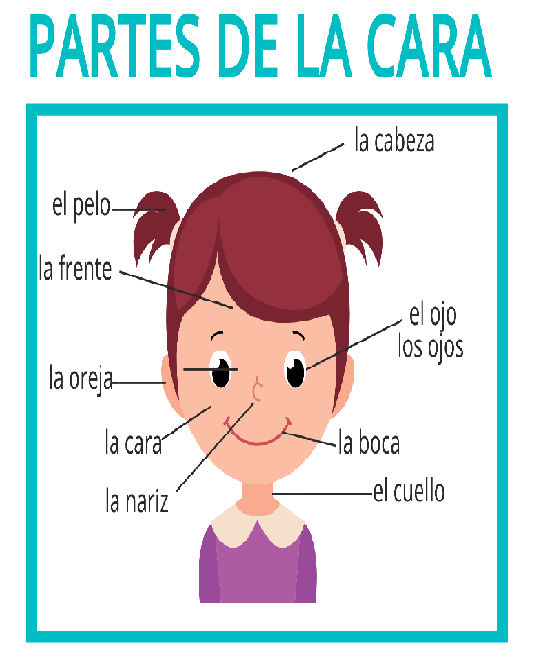 PARTES DE LA CARA
la cabeza
el pelo
la frente
el ojo
los ojos
la oreja
la cara
la boca
la nariz
el cuello